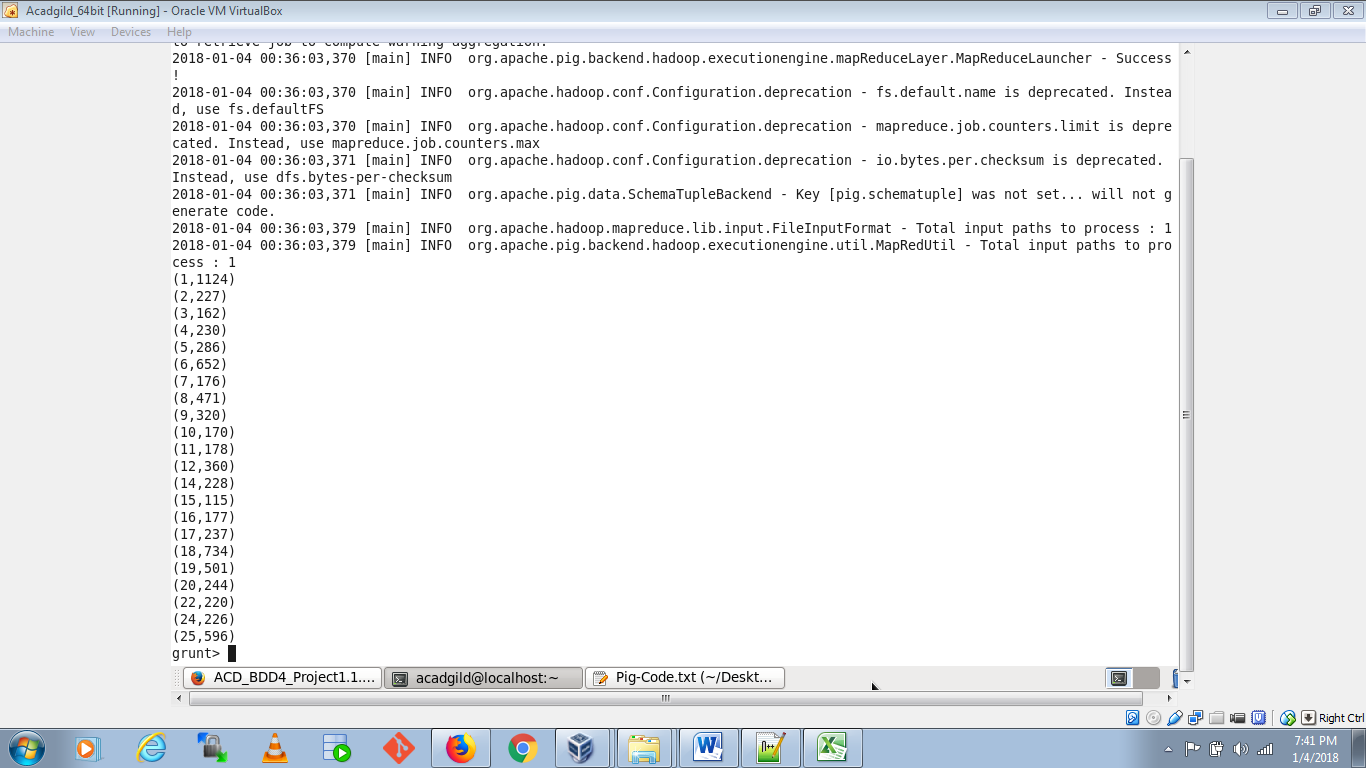 Acadgild_64bit [Running] - Oracle VM VirtualBox
Machine View Devices Help
to retrieve job to compute warning aggregation.
2018-01-04 00:36:03,370 [main] INFO  org.apache.pig.backend.hadoop.executionengine.mapReduceLayer.MapReduceLauncher - Success
!
2018-01-04 00:36:03,370 [main] INFO  org.apache.hadoop.conf.Configuration.deprecation - fs.default.name is deprecated. Instea
d, use fs.defaultFS
2018-01-04 00:36:03,370 [main] INFO  org.apache.hadoop.conf.Configuration.deprecation - mapreduce.job.counters.limit is depre
cated. Instead, use mapreduce.job.counters.max
2018-01-04 00:36:03,371 [main] INFO  org.apache.hadoop.conf.Configuration.deprecation - io.bytes.per.checksum is deprecated.
Instead, use dfs.bytes-per-checksum
2018-01-04 00:36:03,371 [main] INFO  org.apache.pig.data.SchemaTupleBackend - Key [pig.schematuple] was not set... will not g
enerate code.
2018-01-04 00:36:03,379 [main] INFO  org.apache.hadoop.mapreduce.lib.input.FileInputFormat - Total input paths to process : 1
2018-01-04 00:36:03,379 [main] INFO  org.apache.pig.backend.hadoop.executionengine.util.MapRedUtil - Total input paths to pro
cess : 1
(1,1124)
(2,227)
(3,162)
(4,230)
(5,286)
(6,652)
(7,176)
(8,471)
(9,320)
(10,170)
(11,178)
(12,360)
(14,228)
(15,115)
(16,177)
(17,237)
(18,734)
(19,501)
(20,244)
(22,220)
(24,226)
(25,596)
grunt>
ACD_BDD4_Project1.1.... acadgild@localhost:~ Pig-Code.txt (~/Deskt...
Right Ctrl
7:41 PM
1/4/2018